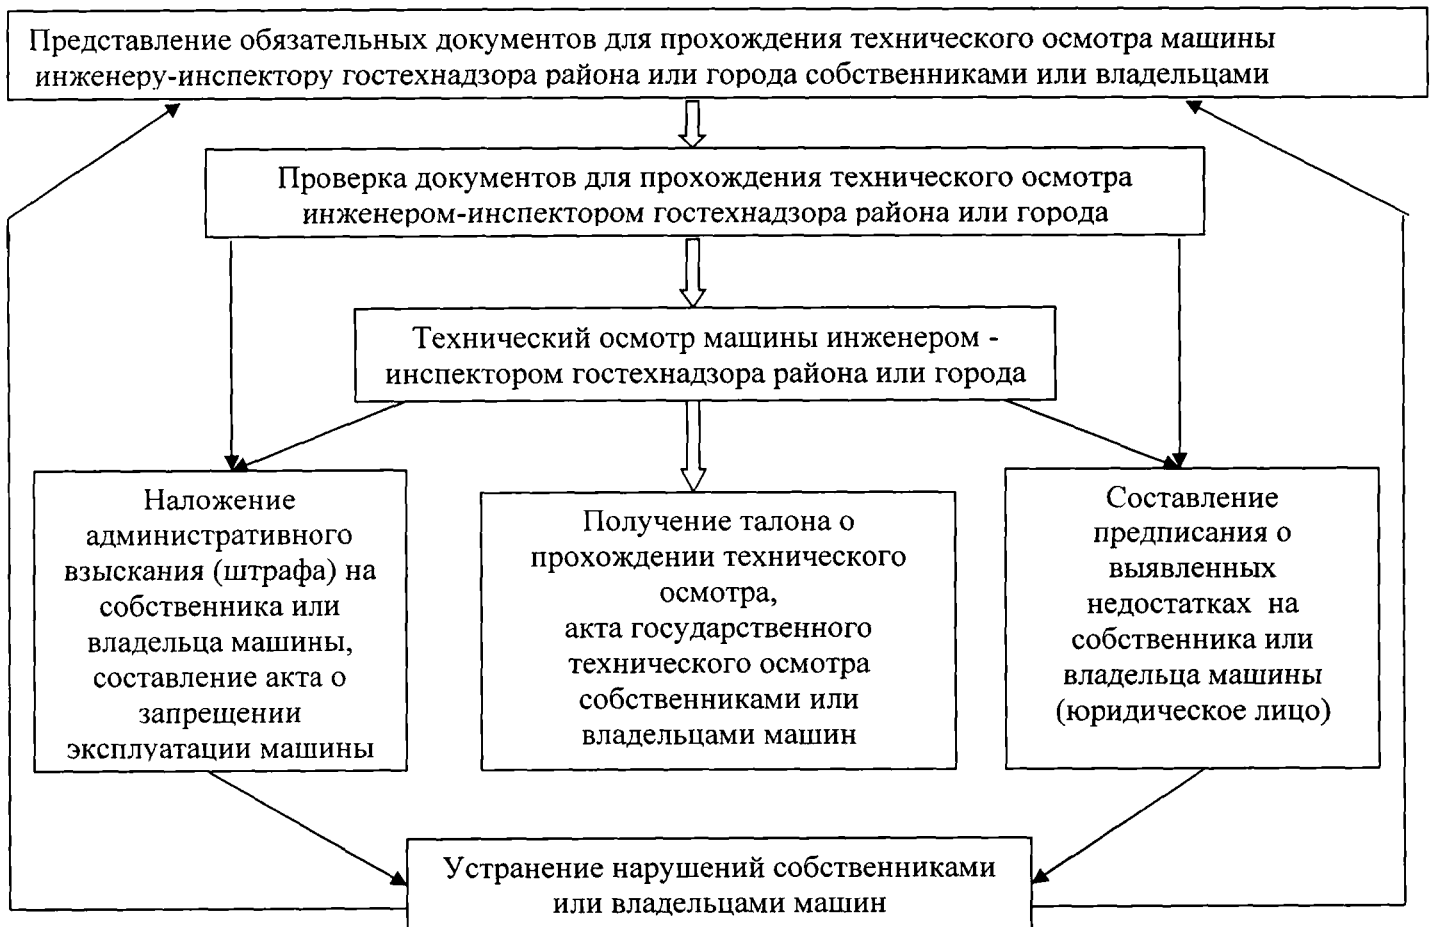 Представление обязательных документов для прохождения технического осмотра машины
инженеру-инспектору гостехнадзора района или города собственниками или владельцами
Проверка документов для прохождения технического осмотра
инженером-инспектором гостехнадзора района или города
Технический осмотр машины инженером -
инспектором гостехнадзора района или города
Наложение
административного
взыскания (штрафа) на
собственника или
владельца машины,
составление акта о
запрещении
эксплуатации машины
Получение талона о
прохождении технического
осмотра,
акта государственного
технического осмотра
собственниками или
владельцами машин
Составление
предписания о
выявленных
недостатках на
собственника или
владельца машины
(юридическое лицо)
Устранение нарушений собственниками
или владельцами машин